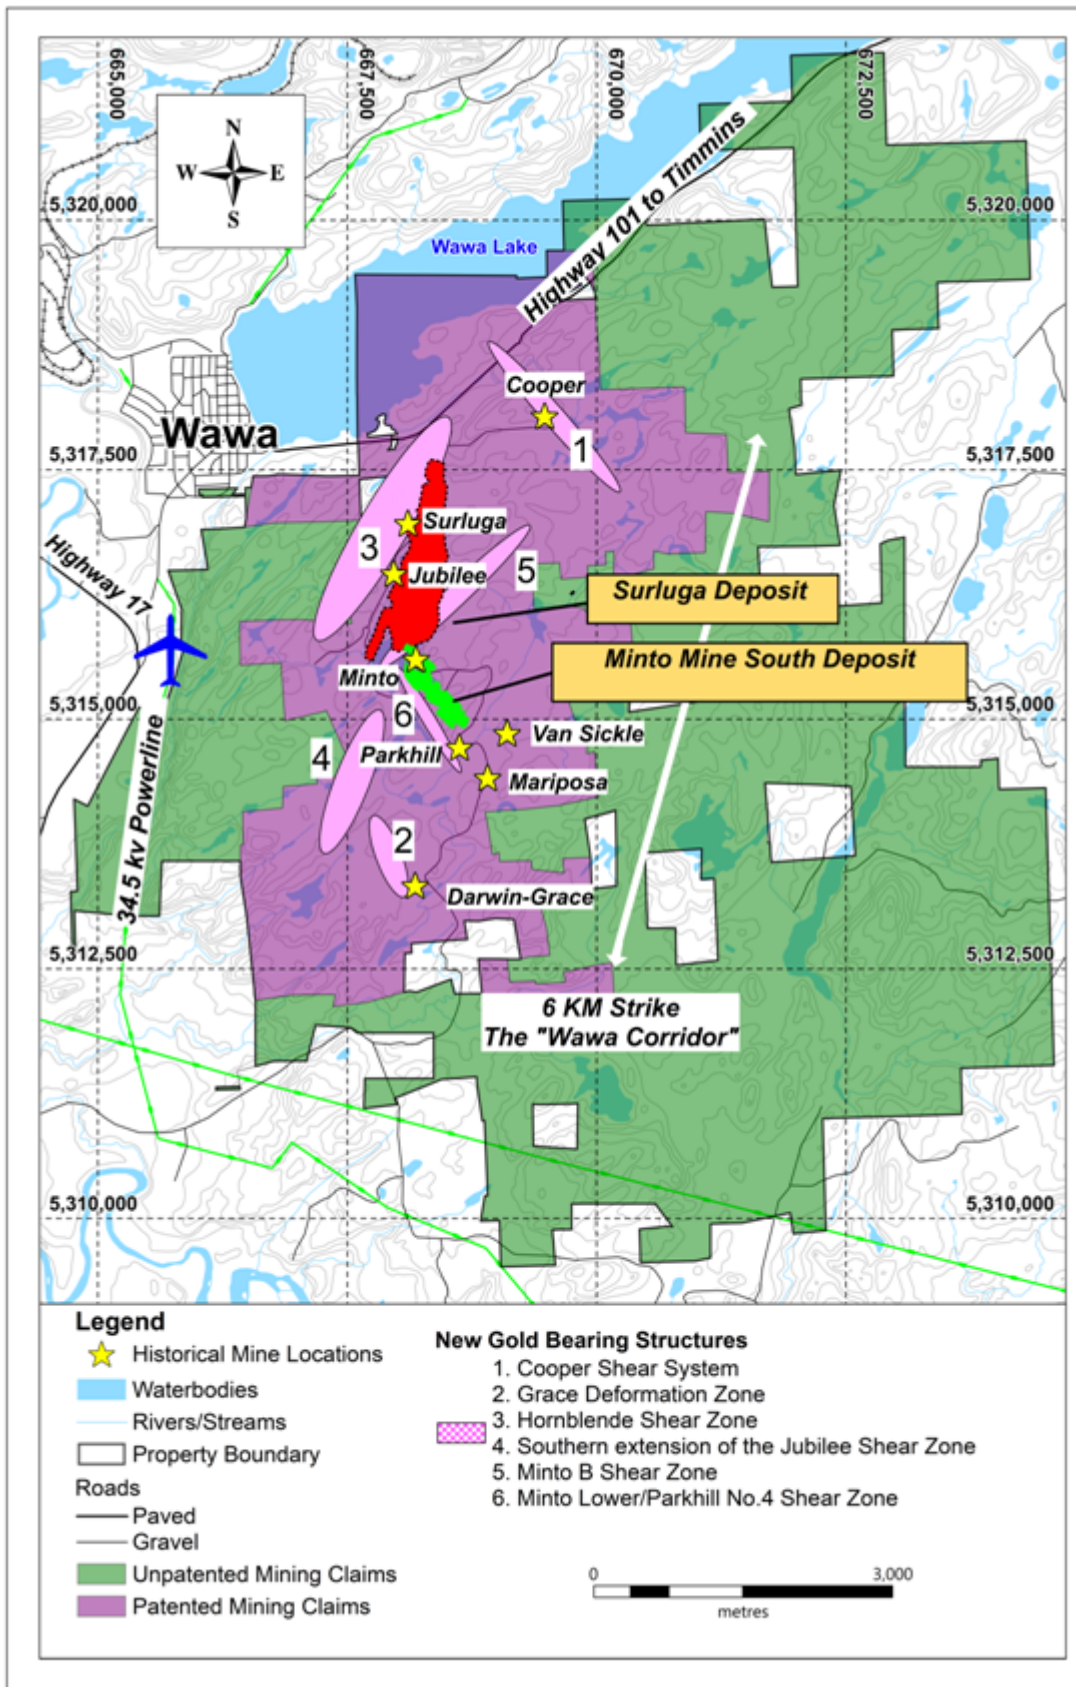 665,000
667,500
670,000
672,500
N
W E
S
5,320,000
5,320,000
Wawa Lake
Highway 101 to Timmins
Cooper
1
Wawa
5,317,500
5,317,500
Surluga
3
Jubilee
5
Highway 17
Surluga Deposit
Minto Mine South Deposit
Minto
6
5,315,000
5,315,000
Van Sickle
Parkhill
4
Mariposa
2
Darwin-Grace
34.5 kv Powerline
5,312,500
5,312,500
6 KM Strike
The "Wawa Corridor"
5,310,000
5,310,000
Legend
Historical Mine Locations
Waterbodies
Rivers/Streams
Property Boundary
Roads
Paved
Gravel
Unpatented Mining Claims
Patented Mining Claims
New Gold Bearing Structures
1. Cooper Shear System
2. Grace Deformation Zone
3. Hornblende Shear Zone
4. Southern extension of the Jubilee Shear Zone
5. Minto B Shear Zone
6. Minto Lower/Parkhill No.4 Shear Zone
0 3,000
metres